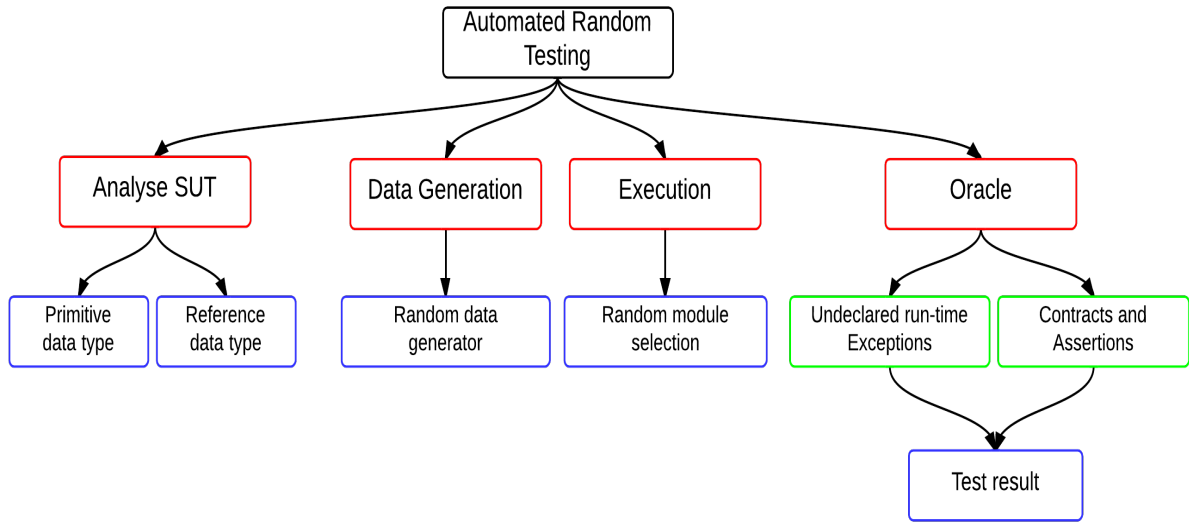 Automated Random
Testing
Analyse SUT
Data Generation
Execution
Oracle
Primitive
data type
Reference
data type
Random data
generator
Random module
selection
Undeclared run-time
Exceptions
Contracts and
Assertions
Test result